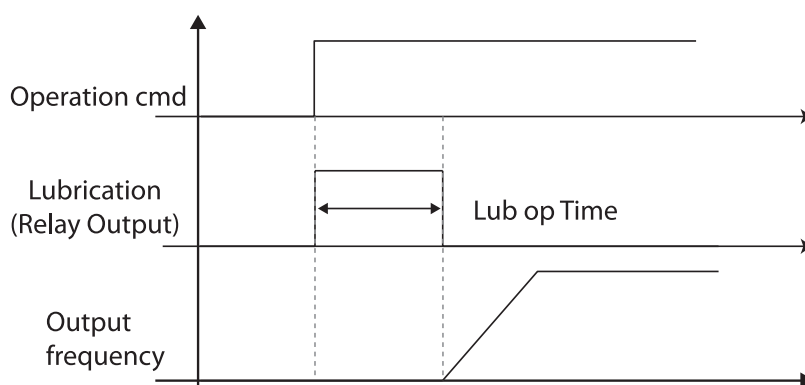 Operation cmd
Lubrication
(Relay Output)
Lub op Time
Output
frequency